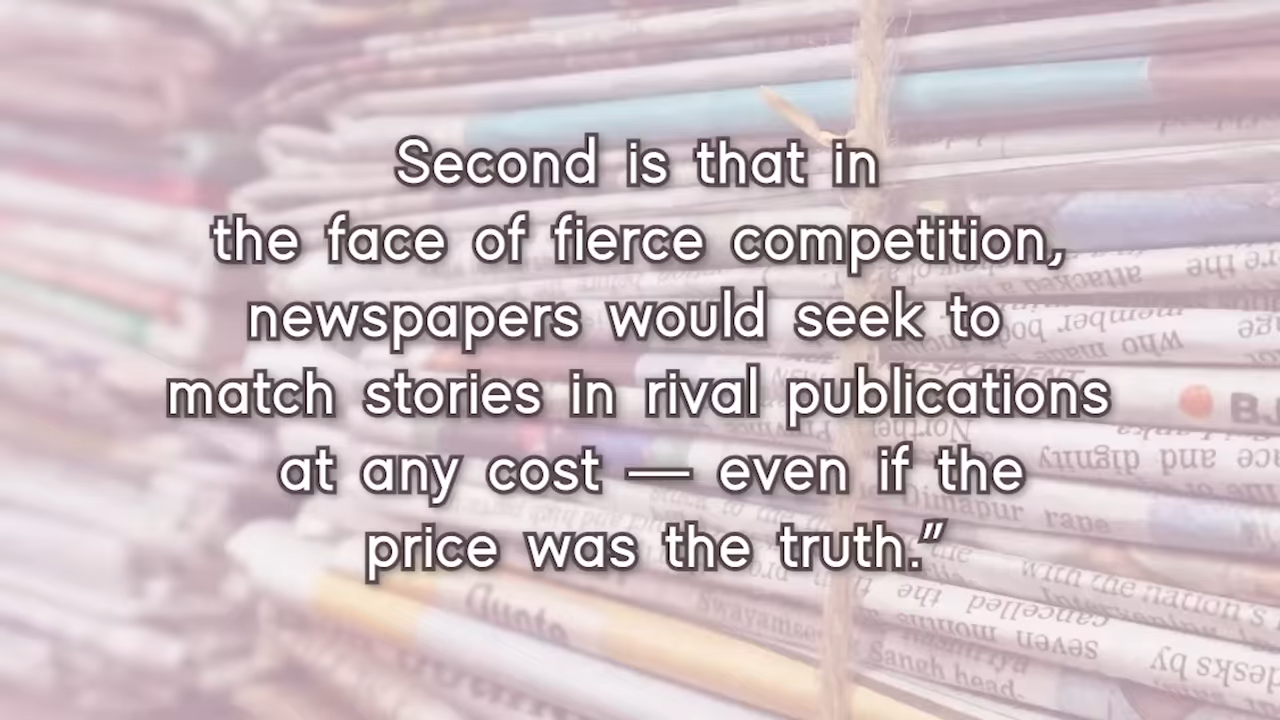 Second is that in
the face of fierce competition,
newspapers would seek to
match stories in rival publications
at any cost — even if the
price was the truth.”